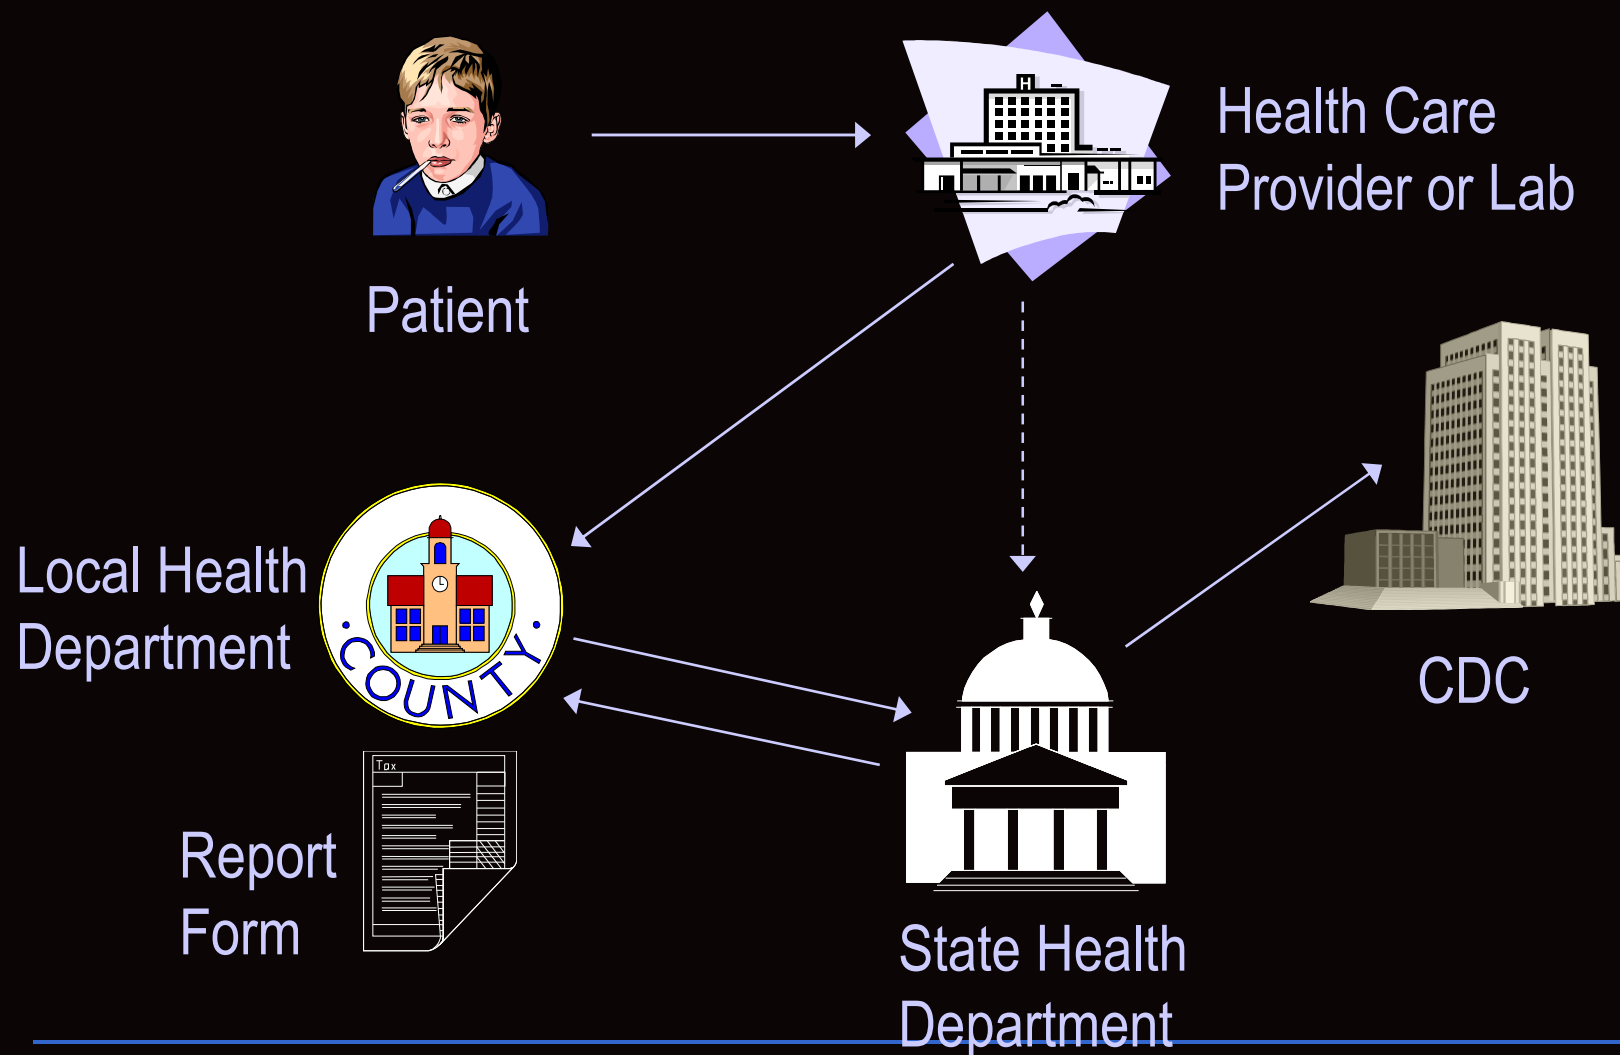 H
Health Care
Provider or Lab
Patient
Local Health
Department
COUNTY
CDC
Tax
Report
Form
State Health
Department